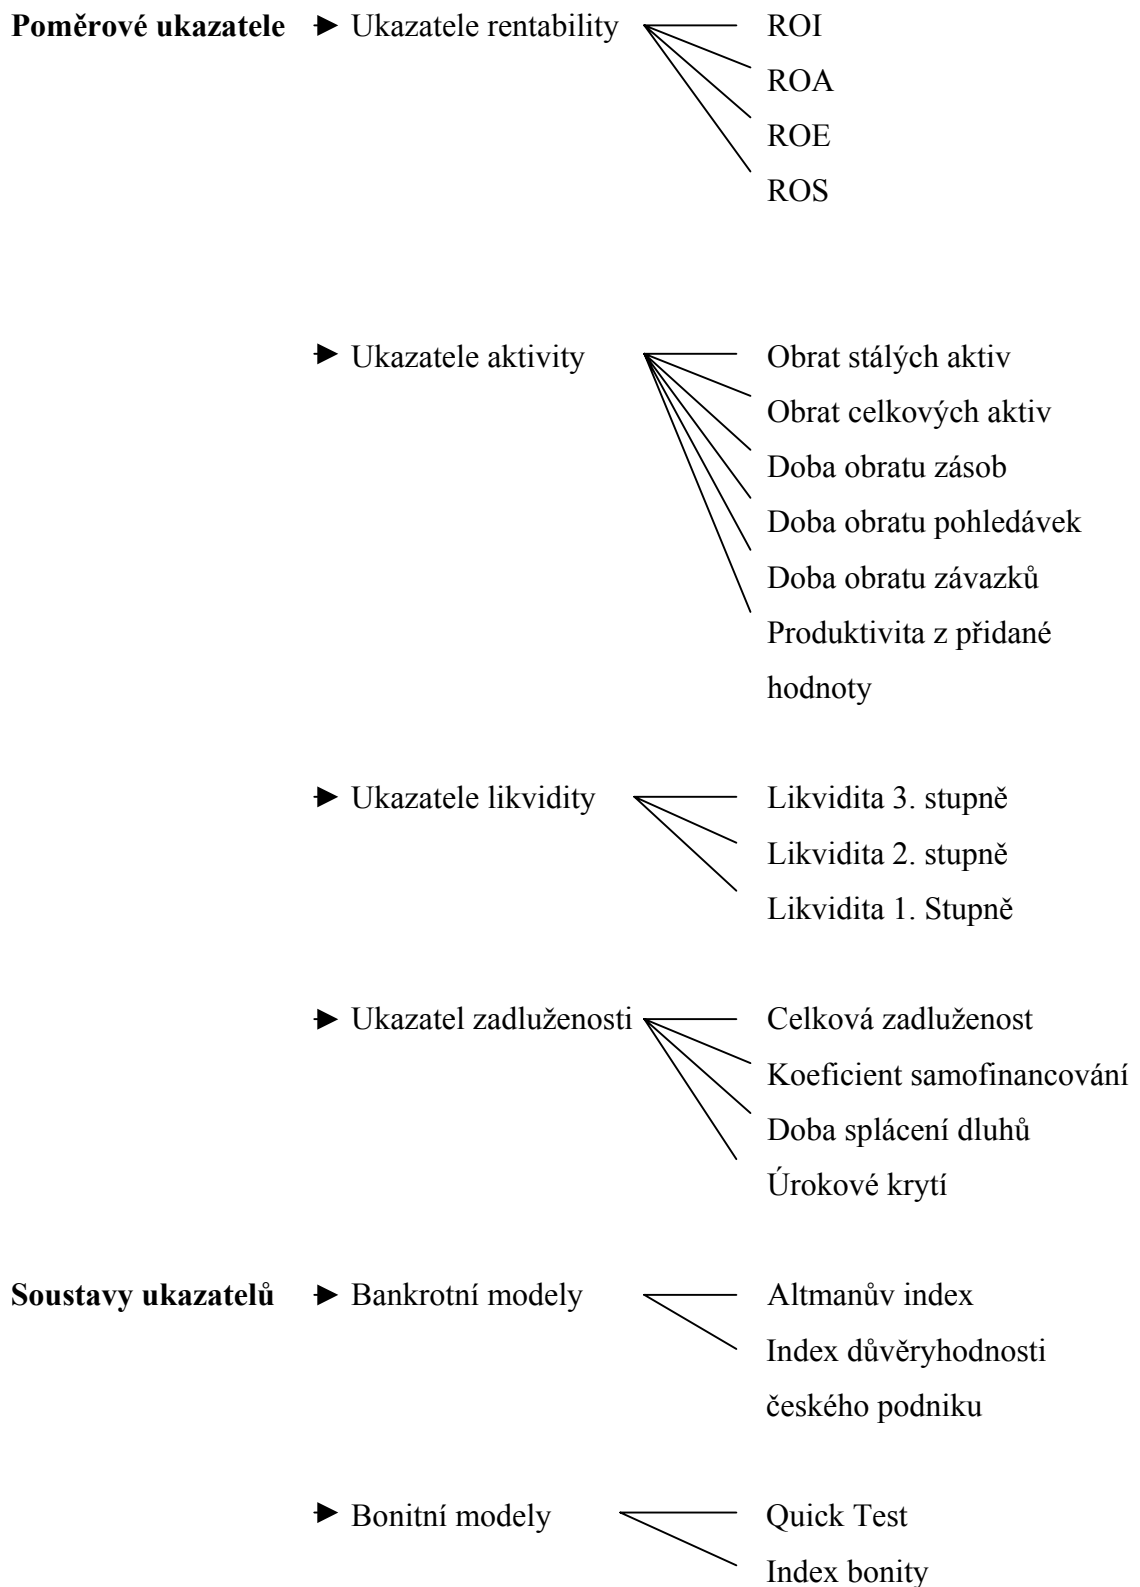 Poměrové ukazatele Ukazatele rentability ROI
ROA
ROE
ROS
Ukazatele aktivity Obrat stálých aktiv
Obrat celkových aktiv
Doba obratu zásob
Doba obratu pohledávek
Doba obratu závazků
Produktivita z přidané
hodnoty
Ukazatele likvidity Likvidita 3. stupně
Likvidita 2. stupně
Likvidita 1. Stupně
Ukazatel zadluženosti Celková zadluženost
Koeficient samofinancování
Doba splácení dluhů
Úrokové krytí
Soustavy ukazatelů Bankrotní modely Altmanův index
Index důvěryhodnosti
českého podniku
Bonitní modely Quick Test
Index bonity